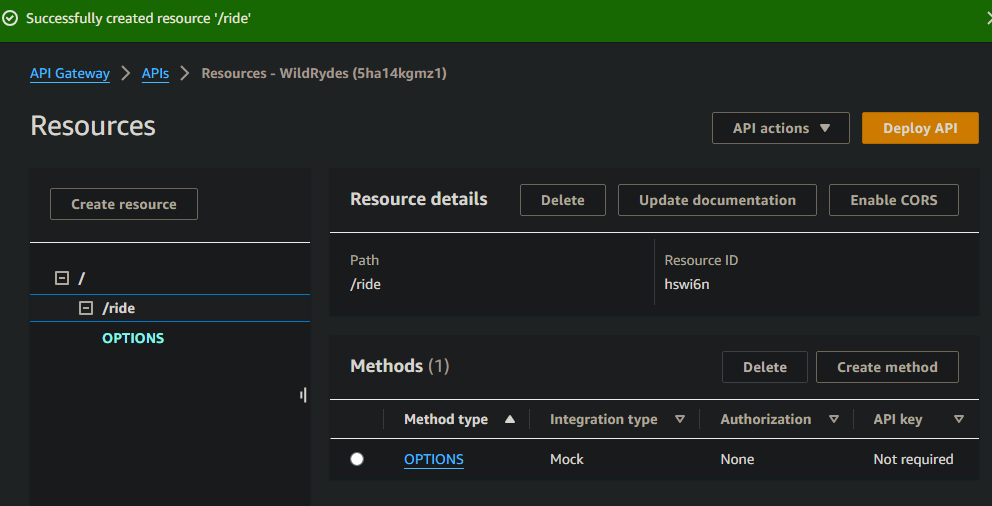 Successfully created resource '/ride'
API Gateway > APIs > Resources - WildRydes (5ha14kgmz1)
Resources
API actions
Deploy API
Create resource
/
/ride
OPTIONS
Resource details
Delete
Update documentation
Enable CORS
Path
/ride
Resource ID
hswi6n
Methods (1)
Delete
Create method
Method type Integration type Authorization API key
OPTIONS Mock None Not required